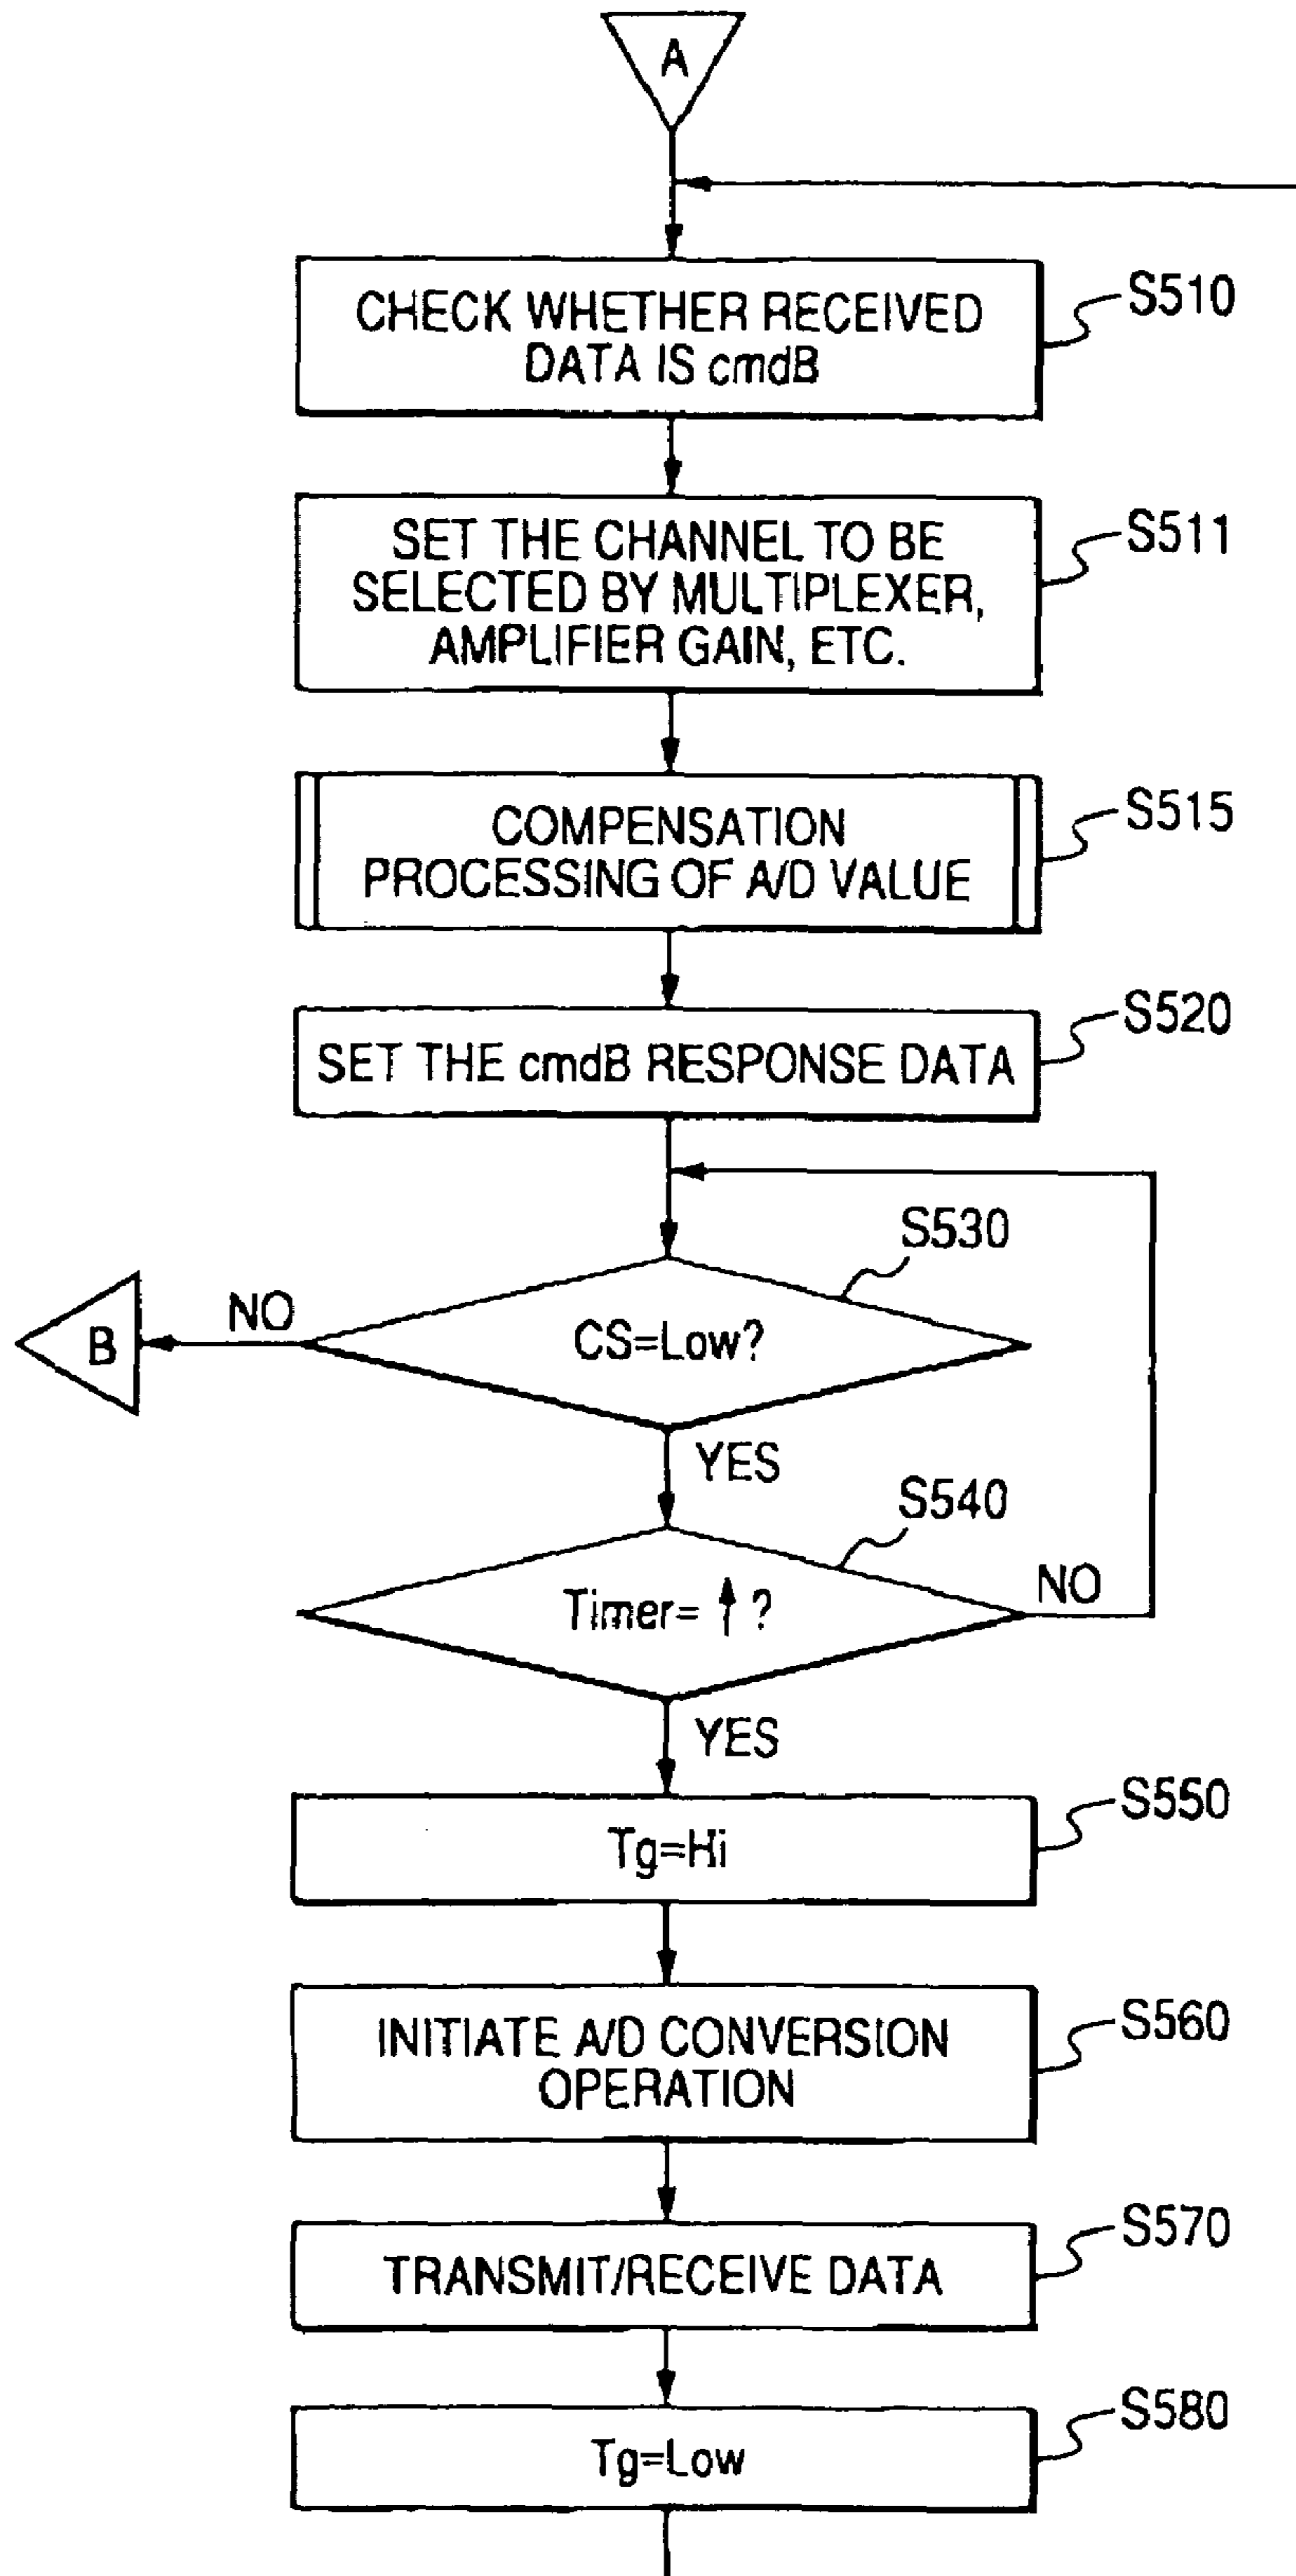 A
CHECK WHETHER RECEIVED
DATA IS cmdB
S510
SET THE CHANNEL TO BE
SELECTED BY MULTIPLEXER,
AMPLIFIER GAIN, ETC.
S511
COMPENSATION
PROCESSING OF A/D VALUE
S515
SET THE cmdB RESPONSE DATA
S520
S530
CS=Low?
NO
B
YES
S540
Timer= ↑ ?
NO
YES
Tg=Hi
S550
INITIATE A/D CONVERSION
OPERATION
S560
TRANSMIT/RECEIVE DATA
S570
Tg=Low
S580